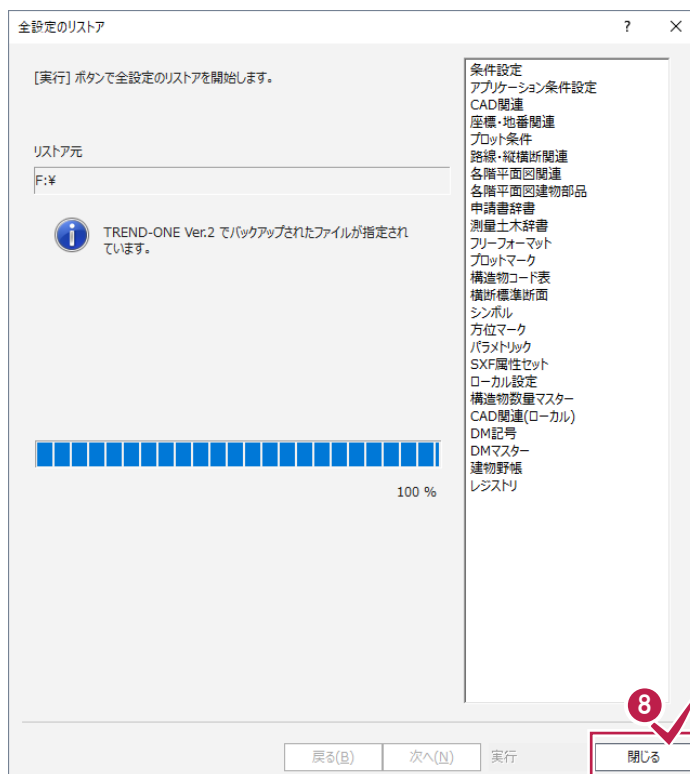 全設定のリストア
?
×
[実行] ボタンで全設定のリストアを開始します。
リストア元
F:¥
TREND-ONE Ver.2 でバックアップされたファイルが指定され
ています。
100 %
条件設定
アプリケーション条件設定
CAD関連
座標・地番関連
プロット条件
路線・縦横断関連
各階平面図関連
各階平面図建物部品
申請書辞書
測量土木辞書
フリーフォーマット
プロットマーク
構造物コード表
横断標準断面
シンボル
方位マーク
パラメトリック
SXF属性セット
ローカル設定
構造物数量マスター
CAD関連(ローカル)
DM記号
DMマスター
建物野帳
レジストリ
8
戻る(B)
次へ(N)
実行
閉じる